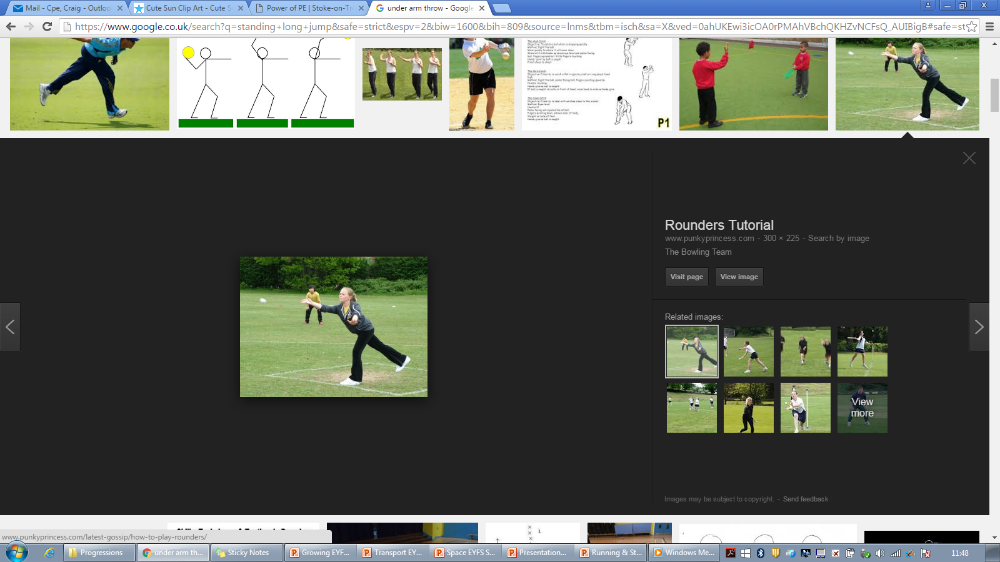 Mail - Cpe, Craig - Outloo
Cute Sun Clip Art - Cute S
Power of PE | Stoke-on-Tr
under arm throw - Google
https://www.google.co.uk/search?q=standing+long+jump&safe=strict&espv=2&biw=1600&bih=809&source=lnms&tbm=isch&sa=X&ved=0ahUKEwi3icOA0rPMAhVBchQKHZvNCFsQ_AUIBigB#safe=st
The High Catch
P1
Rounders Tutorial
www.punkyprincess.com - 300 × 225 - Search by image
The Bowling Team
Visit page
View image
Related images:
View more
Images may be subject to copyright. - Send feedback
1
www.punkyprincess.com/latest-gossip/how-to-play-rounders/
Progressions
under arm th...
Sticky Notes
Growing EYF...
Transport EY...
Space EYFS S...
Presentation...
Running & St...
Windows Me...
11:48